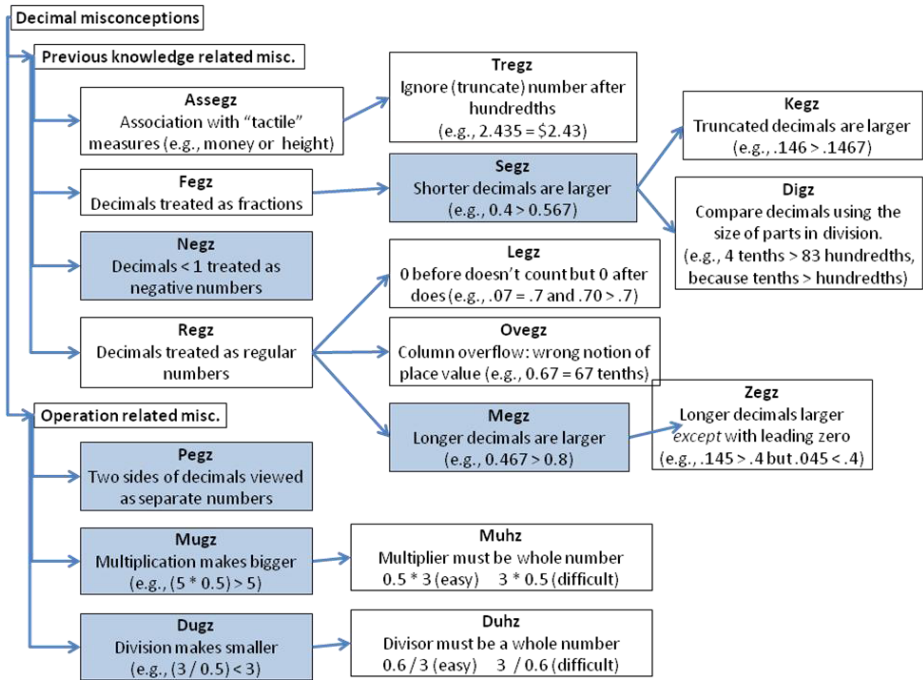 Decimal misconceptions
Previous knowledge related misc.
Assegz
Association with “tactile”
measures (e.g., money or height)
Tregz
Ignore (truncate) number after
hundredths
(e.g., 2.435 = $2.43)
Fegz
Decimals treated as fractions
Segz
Shorter decimals are larger
(e.g., 0.4 > 0.567)
Kegz
Truncated decimals are larger
(e.g., .146 > .1467)
Digz
Compare decimals using the
size of parts in division.
(e.g., 4 tenths > 83 hundredths,
because tenths > hundredths)
Negz
Decimals < 1 treated as
negative numbers
Regz
Decimals treated as regular
numbers
Legz
0 before doesn’t count but 0 after
does (e.g., .07 = .7 and .70 > .7)
Ovegz
Column overflow: wrong notion of
place value (e.g., 0.67 = 67 tenths)
Megz
Longer decimals are larger
(e.g., 0.467 > 0.8)
Zegz
Longer decimals larger
except with leading zero
(e.g., .145 > .4 but .045 < .4)
Operation related misc.
Pegz
Two sides of decimals viewed
as separate numbers
Mugz
Multiplication makes bigger
(e.g., (5 * 0.5) > 5)
Muhz
Multiplier must be whole number
0.5 * 3 (easy) 3 * 0.5 (difficult)
Dugz
Division makes smaller
(e.g., (3 / 0.5) < 3)
Duhz
Divisor must be a whole number
0.6 / 3 (easy) 3 / 0.6 (difficult)